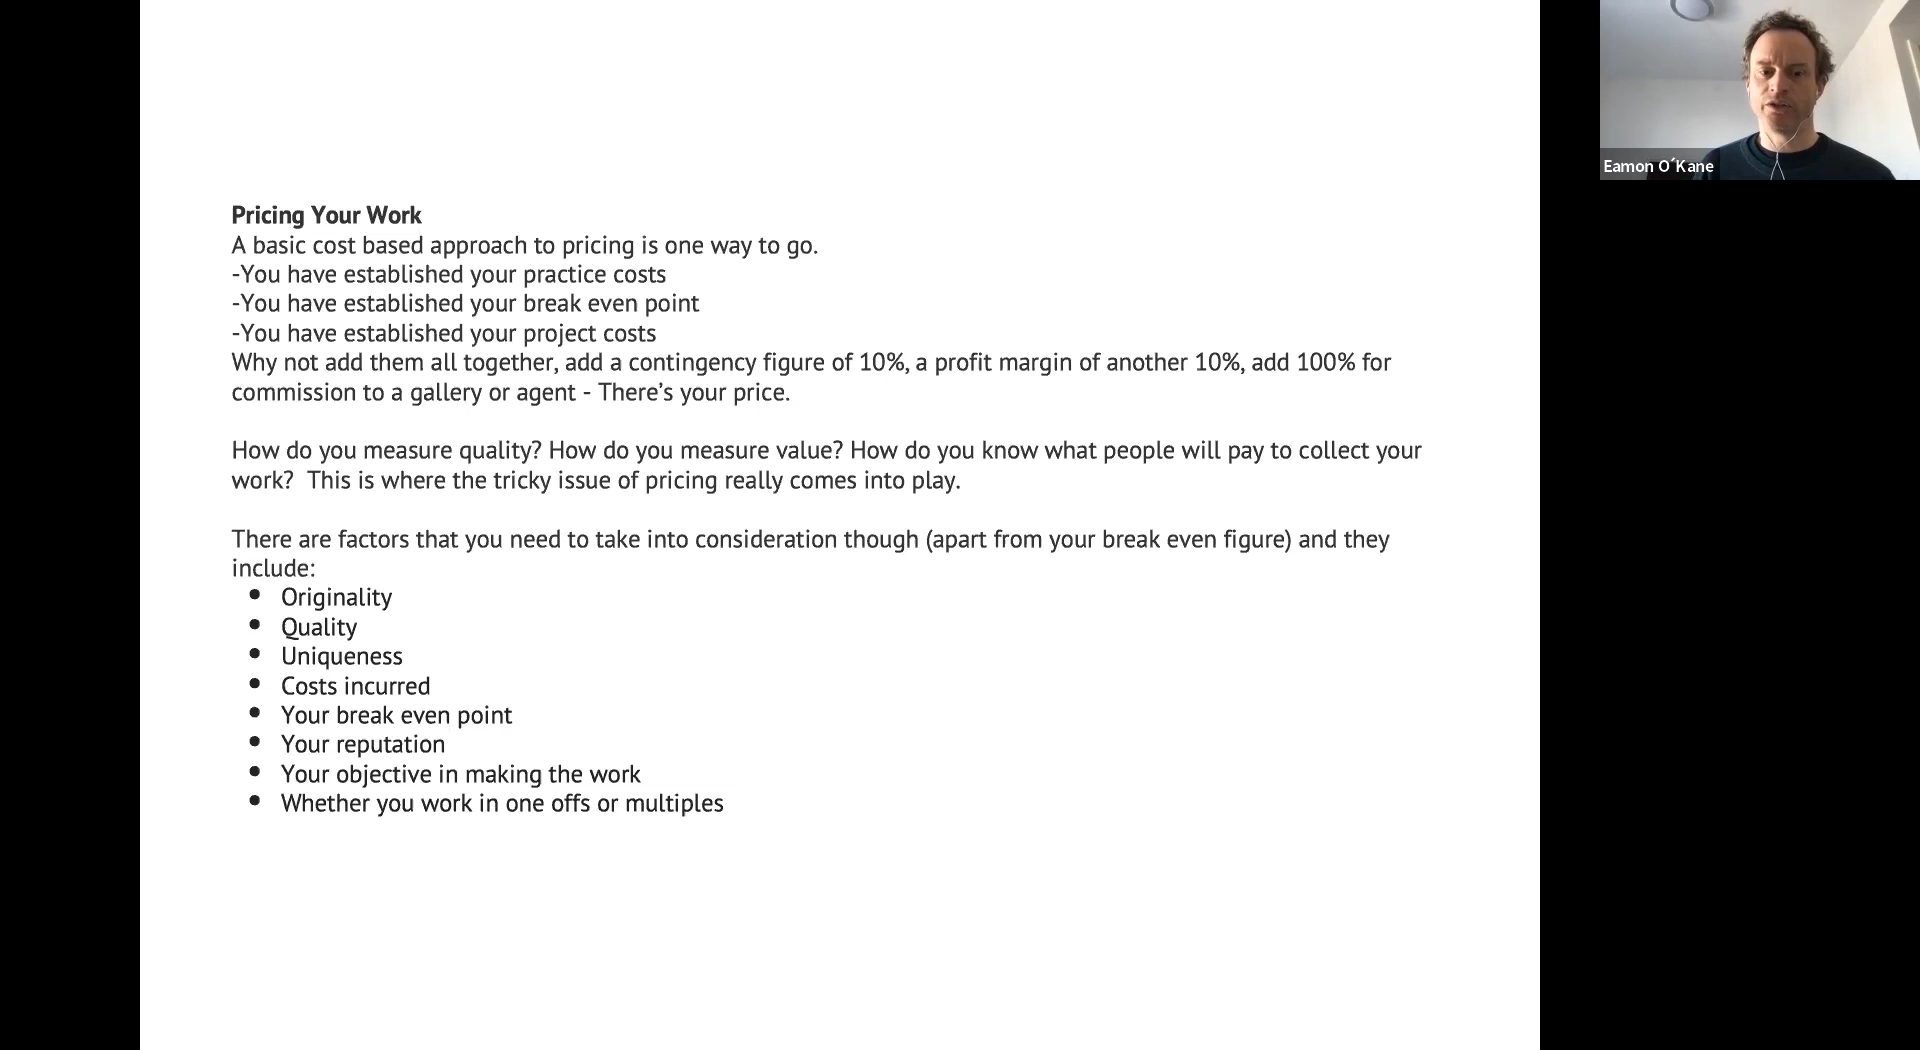 Pricing Your Work
A basic cost based approach to pricing is one way to go.
-You have established your practice costs
-You have established your break even point
-You have established your project costs
Why not add them all together, add a contingency figure of 10%, a profit margin of another 10%, add 100% for
commission to a gallery or agent - There’s your price.
How do you measure quality? How do you measure value? How do you know what people will pay to collect your
work?  This is where the tricky issue of pricing really comes into play.
There are factors that you need to take into consideration though (apart from your break even figure) and they
include:
• Originality
• Quality
• Uniqueness
• Costs incurred
• Your break even point
• Your reputation
• Your objective in making the work
• Whether you work in one offs or multiples
Eamon O´Kane